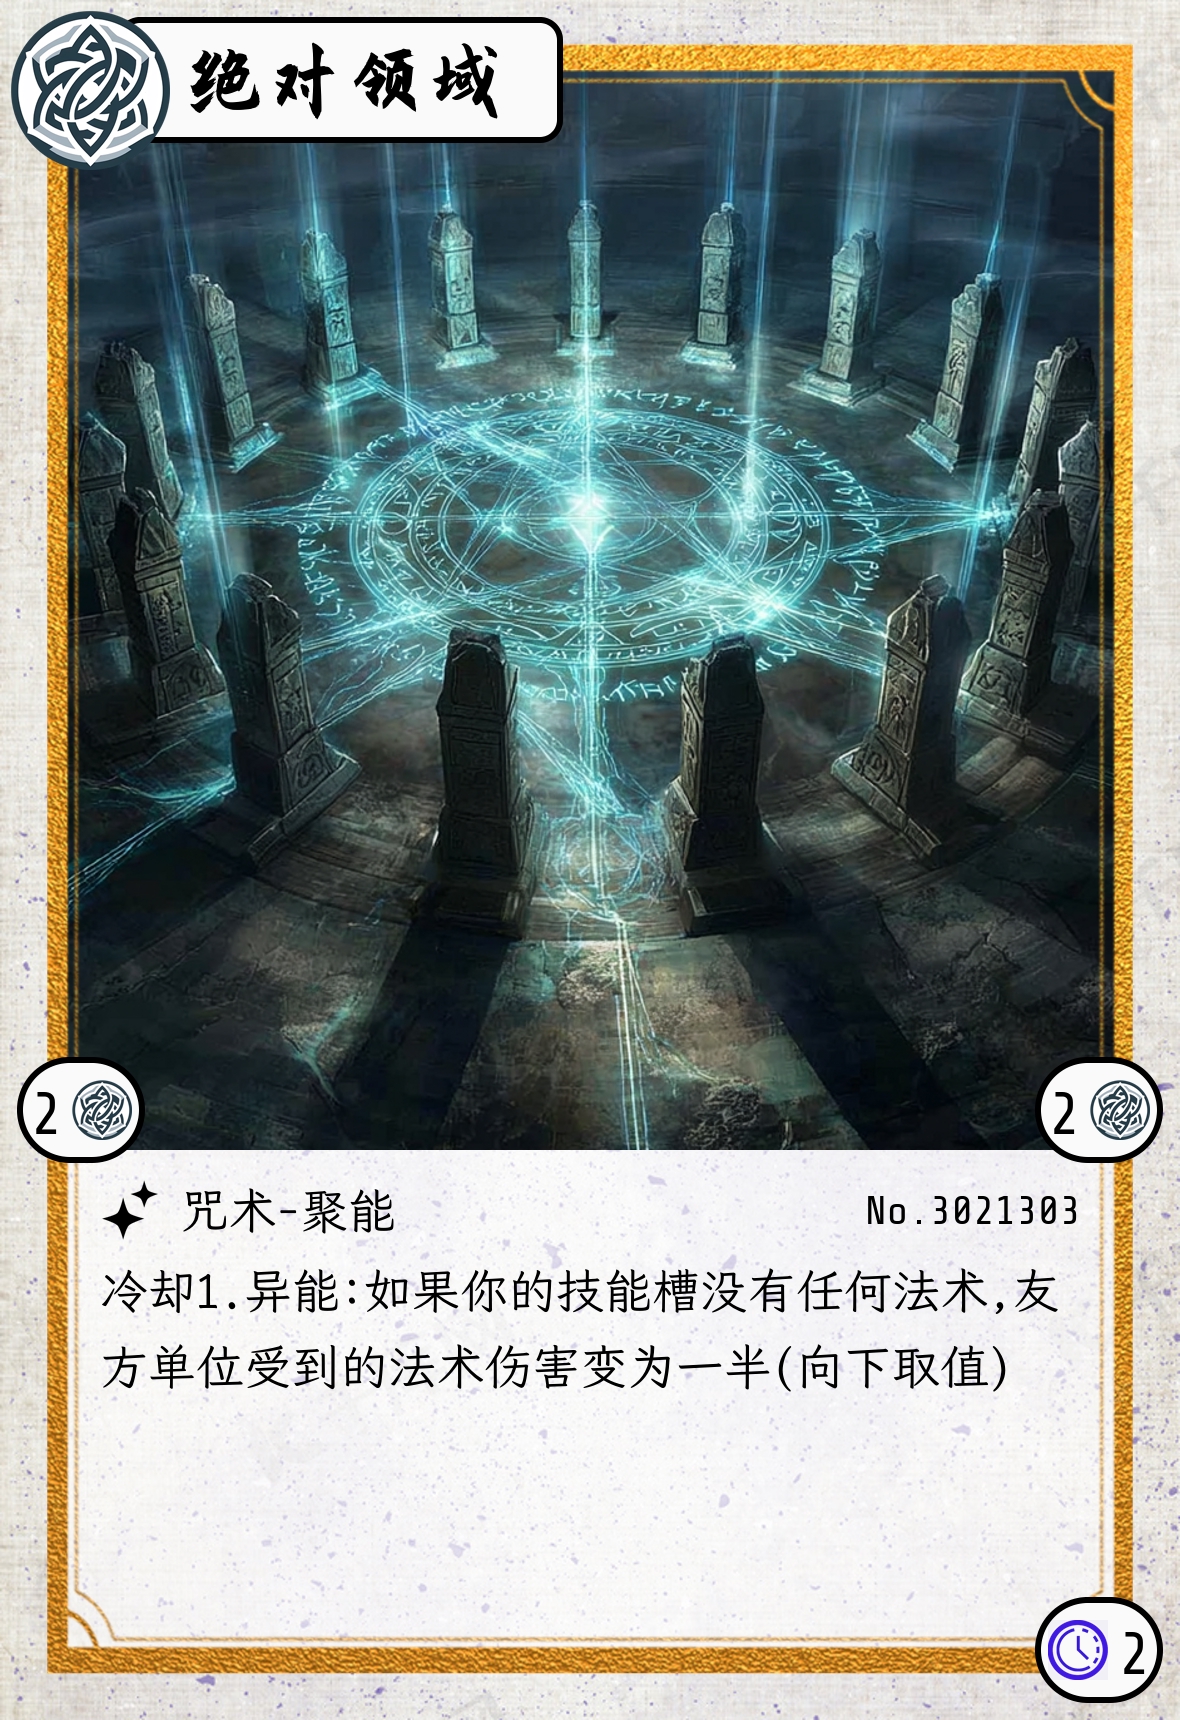 绝对领域
2
2
咒术-聚能
No.3021303
冷却1.异能:如果你的技能槽没有任何法术,友
方单位受到的法术伤害变为一半(向下取值)
2